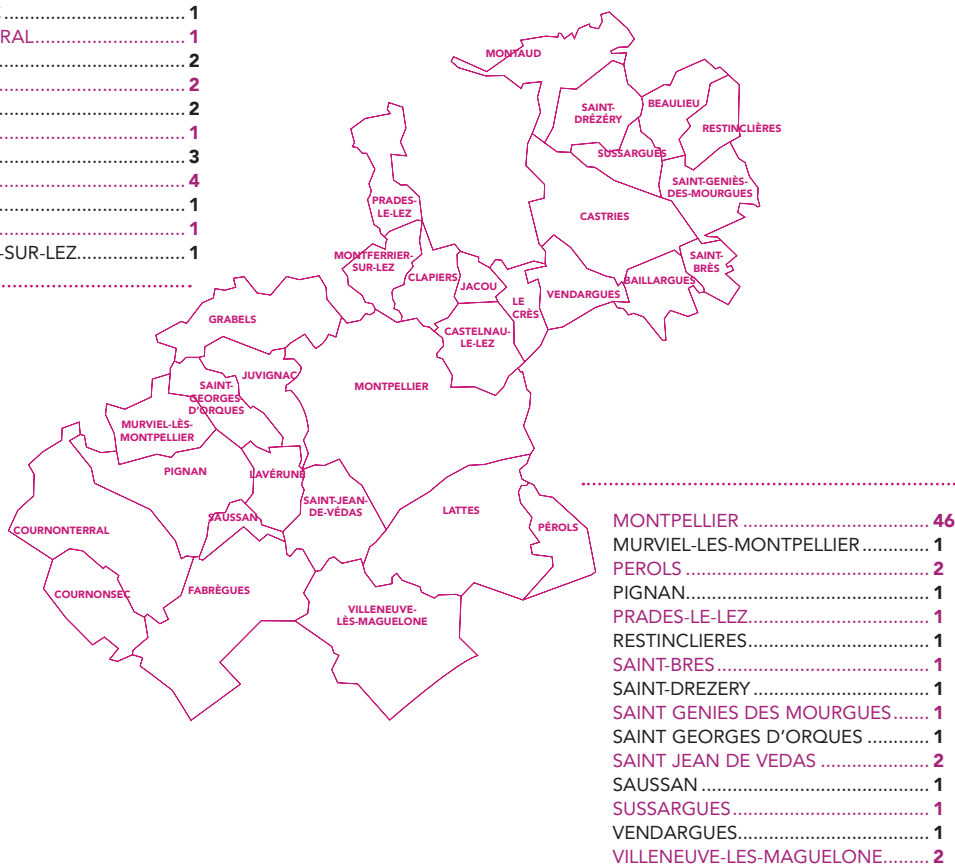 ................................ 1
RAL................................ 1
................................ 2
................................ 2
................................ 2
................................ 1
................................ 3
................................ 4
................................ 1
................................ 1
-SUR-LEZ..................... 1
MONTAUD
SAINT-
DRÉZÉRY
BEAULIEU
RESTINCLIÈRES
SUSSARGUES
SAINT-GENIÈS-
DES-MOURGUES
PRADES-
LE-LEZ
CASTRIES
MONTFERRIER-
SUR-LEZ
CLAPIERS
JACOU
LE
CRÈS
VENDARGUES
BAILLARGUES
SAINT-
BRÈS
GRABELS
CASTELNAU-
LE-LEZ
JUVIGNAC
MONTPELLIER
SAINT-
GEORGES
D'ORQUES
MURVIEL-LÈS-
MONTPELLIER
PIGNAN
LAVÉRUNE
SAINT-JEAN-
DE-VÉDAS
LATTES
PÉROLS
SAUSSAN
COURNONTERRAL
COURNONSEC
FABRÈGUES
VILLENEUVE-
LÈS-MAGUELONE
MONTPELLIER ..................................... 46
MURVIEL-LES-MONTPELLIER ............. 1
PEROLS ................................................ 2
PIGNAN................................................ 1
PRADES-LE-LEZ.................................... 1
RESTINCLIERES..................................... 1
SAINT-BRES .......................................... 1
SAINT-DREZERY ................................... 1
SAINT GENIES DES MOURGUES....... 1
SAINT GEORGES D'ORQUES ............ 1
SAINT JEAN DE VEDAS ..................... 2
SAUSSAN ............................................. 1
SUSSARGUES....................................... 1
VENDARGUES...................................... 1
VILLENEUVE-LES-MAGUELONE......... 2